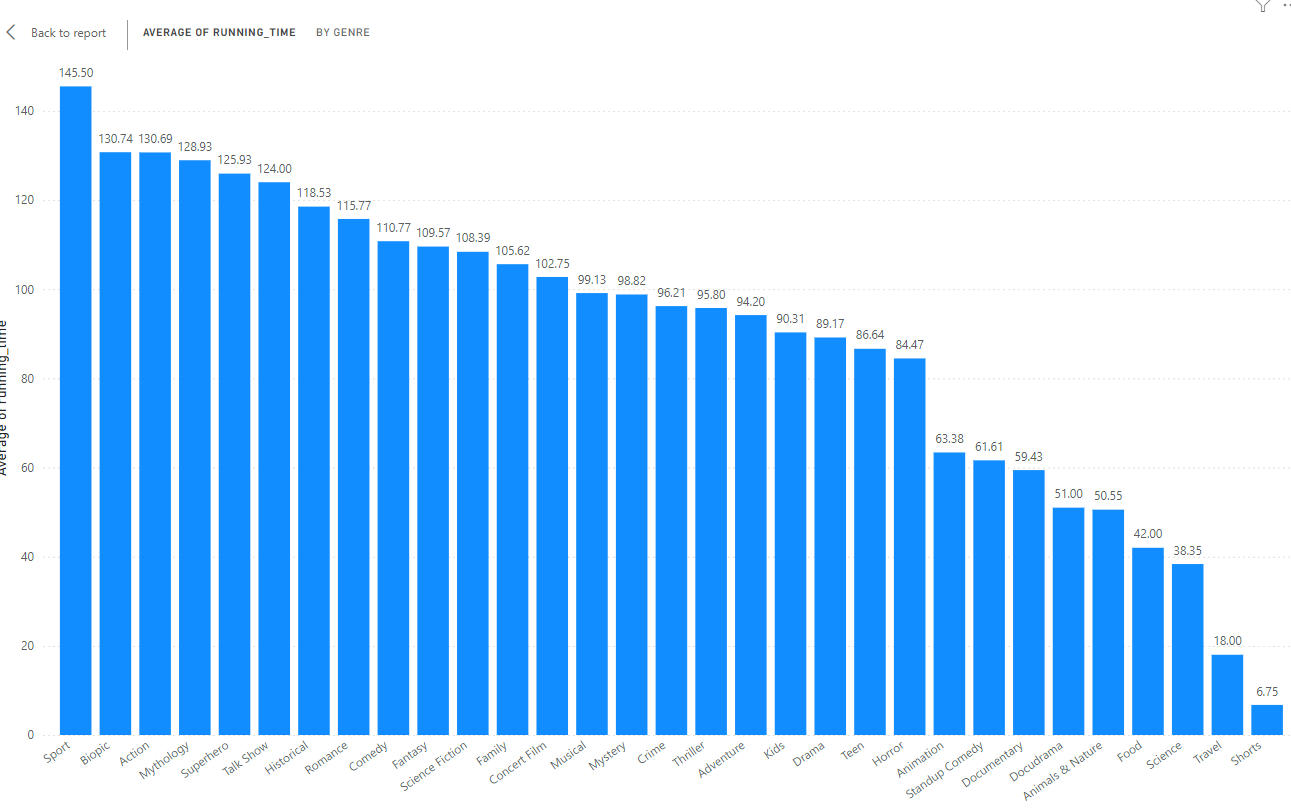 Back to report
AVERAGE OF RUNNING_TIME BY GENRE
145.50
130.74 130.69 128.93 125.93 124.00 118.53 115.77 110.77 109.57 108.39 105.62 102.75 99.13 98.82 96.21 95.80 94.20 90.31 89.17 86.64 84.47 63.38 61.61 59.43 51.00 50.55 42.00 38.35 18.00 6.75
140
120
100
80
60
40
20
0
Average of running_time
Sport
Biopic
Action
Mythology
Superhero
Talk Show
Historical
Romance
Comedy
Fantasy
Science Fiction
Family
Concert Film
Musical
Mystery
Crime
Thriller
Adventure
Kids
Drama
Teen
Horror
Animation
Standup Comedy
Documentary
Docudrama
Animals & Nature
Food
Science
Travel
Shorts